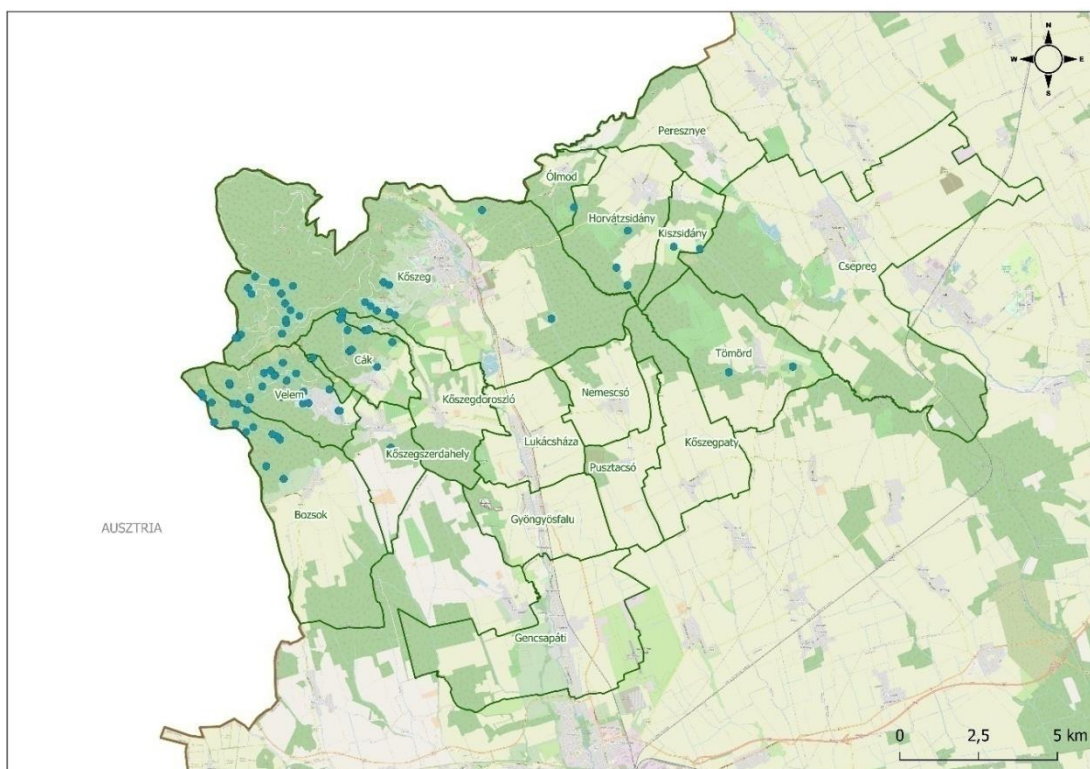 N
W E
S
Peresznye
Ólmod
Horvátzsidány
Kiszsidány
Csepreg
Kőszeg
Cák
Tömörd
Velem
Kőszegdoroszló
Nemescsó
Lukácsháza
Kőszegpaty
Kőszegszerdahely
Pusztacsó
Bozsok
Gyöngyösfalu
AUSZTRIA
Gencsapáti
0 2,5 5 km